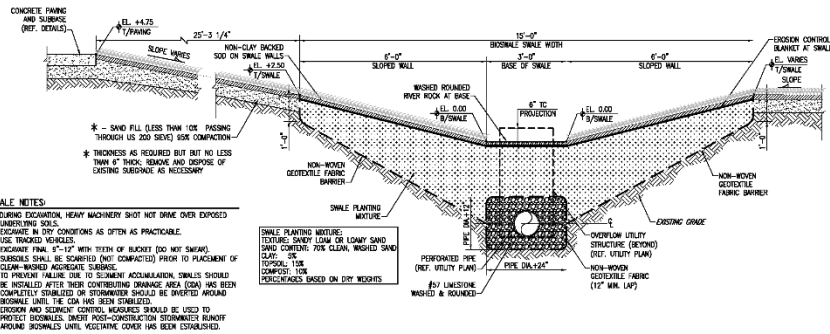 CONCRETE PAVING
AND SUBBASE
(REF. DETAILS)
EL. +4.75
T/PAVING
25'-3 1/4"
SLOPE VARIES
NON-CLAY BACKED
SOD ON SWALE WALLS
EL. +2.50
T/SWALE
15'-0"
BIOSWALE SWALE WIDTH
6'-0"
SLOPED WALL
3'-0"
BASE OF SWALE
6'-0"
SLOPED WALL
EROSION CONTROL
BLANKET AT SWALE
EL. VARIES
T/SWALE
SLOPE
WASHED ROUNDED
RIVER ROCK AT BASE
6" TC
PROJECTION
EL. 0.00
B/SWALE
EL. 0.00
B/SWALE
* - SAND FILL (LESS THAN 10% PASSING
THROUGH US 200 SIEVE) 95% COMPACTION
* THICKNESS AS REQUIRED BUT BUT NO LESS
THAN 6" THICK; REMOVE AND DISPOSE OF
EXISTING SUBGRADE AS NECESSARY
1'-0"
1'-0"
NON-WOVEN
GEOTEXTILE FABRIC
BARRIER
NON-WOVEN
GEOTEXTILE
FABRIC BARRIER
SWALE PLANTING
MIXTURE
EXISTING GRADE
PIPE DIA.+12"
OVERFLOW UTILITY
STRUCTURE (BEYOND)
(REF. UTILITY PLAN)
PERFORATED PIPE
(REF. UTILITY PLAN)
PIPE DIA.+24"
NON-WOVEN
GEOTEXTILE FABRIC
(12" MIN. LAP)
#57 LIMESTONE
WASHED & ROUNDED
SWALE PLANTING MIXTURE:
TEXTURE: SANDY LOAM OR LOAMY SAND
SAND CONTENT: 70% CLEAN, WASHED SAND
CLAY: 5%
TOPSOIL: 15%
COMPOST: 10%
PERCENTAGES BASED ON DRY WEIGHTS
ALE NOTES:
DURING EXCAVATION, HEAVY MACHINERY SHOT NOT DRIVE OVER EXPOSED
UNDERLYING SOILS.
EXCAVATE IN DRY CONDITIONS AS OFTEN AS PRACTICABLE.
USE TRACKED VEHICLES.
EXCAVATE FINAL 9"-12" WITH TEETH OF BUCKET (DO NOT SMEAR).
SUBSOILS SHALL BE SCARIFIED (NOT COMPACTED) PRIOR TO PLACEMENT OF
CLEAN-WASHED AGGREGATE SUBBASE.
TO PREVENT FAILURE DUE TO SEDIMENT ACCUMULATION, SWALES SHOULD
BE INSTALLED AFTER THEIR CONTRIBUTING DRAINAGE AREA (CDA) HAS BEEN
COMPLETELY STABILIZED OR STORMWATER SHOULD BE DIVERTED AROUND
BIOSWALE UNTIL THE CDA HAS BEEN STABILIZED.
EROSION AND SEDIMENT CONTROL MEASURES SHOULD BE USED TO
PROTECT BIOSWALES. DIVERT POST-CONSTRUCTION STORMWATER RUNOFF
AROUND BIOSWALES UNTIL VEGETATIVE COVER HAS BEEN ESTABLISHED.